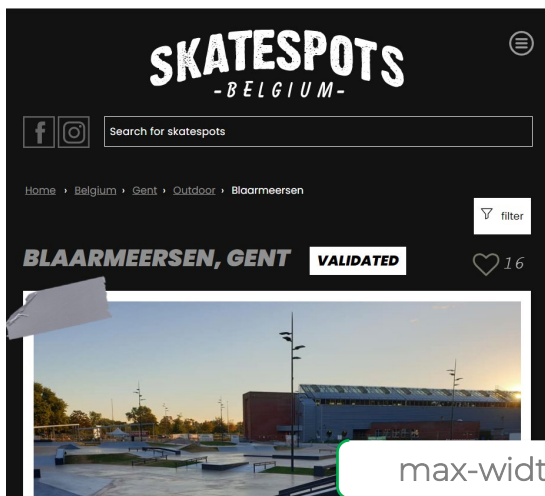 SKATESPOTS
-BELGIUM-
Search for skatespots
Home › Belgium › Gent › Outdoor › Blaarmeersen
filter
BLAARMEERSEN, GENT VALIDATED 16
max-widt